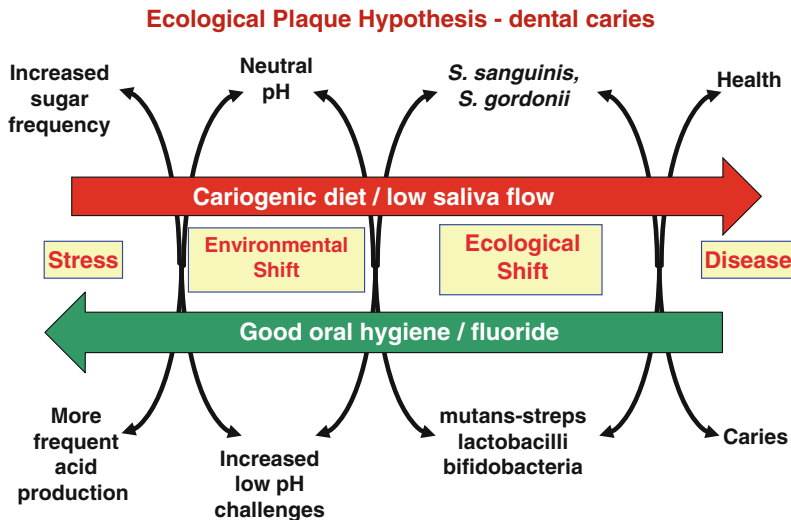 Ecological Plaque Hypothesis - dental caries
Increased
sugar
frequency
Neutral
pH
S. sanguinis,
S. gordonii
Health
Cariogenic diet / low saliva flow
Stress
Environmental
Shift
Ecological
Shift
Disease
Good oral hygiene / fluoride
More
frequent
acid
production
Increased
low pH
challenges
mutans-streps
lactobacilli
bifidobacteria
Caries